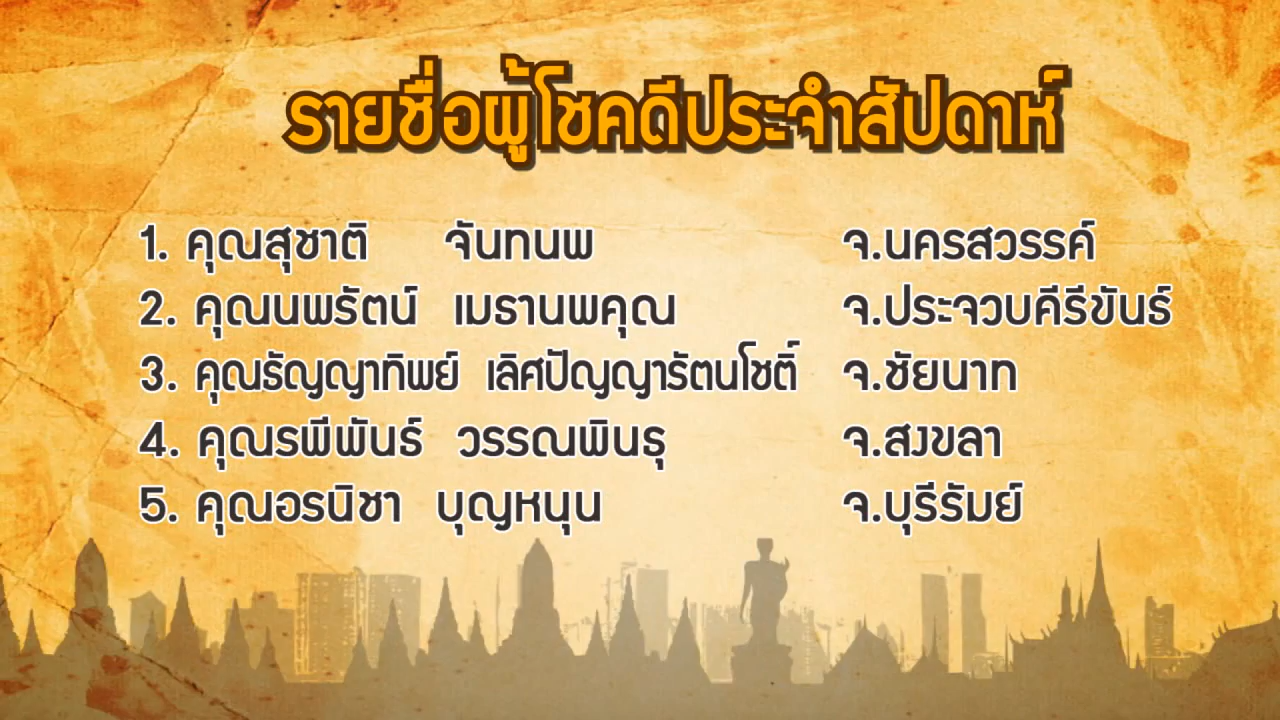 รายชื่อผู้โชคดีประจำสัปดาห์
1. คุณสุชาติ จันทนพ จ.นครสวรรค์
2. คุณนพรัตน์ เมธานพคุณ จ.ประจวบคีรีขันธ์
3. คุณธัญญาทิพย์ เลิศปัญญารัตนโชติ์ จ.ชัยนาท
4. คุณรพีพันธ์ วรรณพินธุ จ.สงขลา
5. คุณอรนิชา บุญหนุน จ.บุรีรัมย์